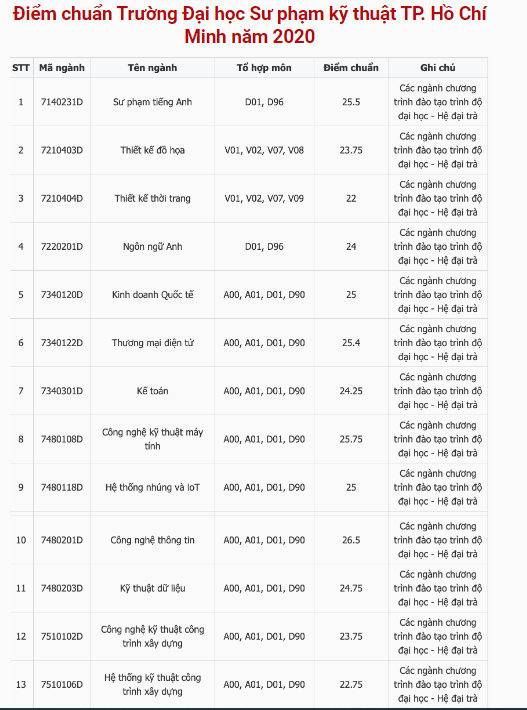 Điểm chuẩn Trường Đại học Sư phạm kỹ thuật TP. Hồ Chí
Minh năm 2020
STT Mã ngành Tên ngành Tổ hợp môn Điểm chuẩn Ghi chú
1 7140231D Sư phạm tiếng Anh D01, D96 25.5 Các ngành chương
trình đào tạo trình độ
đại học - Hệ đại trà
2 7210403D Thiết kế đồ họa V01, V02, V07, V08 23.75 Các ngành chương
trình đào tạo trình độ
đại học - Hệ đại trà
3 7210404D Thiết kế thời trang V01, V02, V07, V09 22 Các ngành chương
trình đào tạo trình độ
đại học - Hệ đại trà
4 7220201D Ngôn ngữ Anh D01, D96 24 Các ngành chương
trình đào tạo trình độ
đại học - Hệ đại trà
5 7340120D Kinh doanh Quốc tế A00, A01, D01, D90 25 Các ngành chương
trình đào tạo trình độ
đại học - Hệ đại trà
6 7340122D Thương mại điện tử A00, A01, D01, D90 25.4 Các ngành chương
trình đào tạo trình độ
đại học - Hệ đại trà
7 7340301D Kế toán A00, A01, D01, D90 24.25 Các ngành chương
trình đào tạo trình độ
đại học - Hệ đại trà
8 7480108D Công nghệ kỹ thuật máy
tính A00, A01, D01, D90 25.75 Các ngành chương
trình đào tạo trình độ
đại học - Hệ đại trà
9 7480118D Hệ thống nhúng và IoT A00, A01, D01, D90 25 Các ngành chương
trình đào tạo trình độ
đại học - Hệ đại trà
10 7480201D Công nghệ thông tin A00, A01, D01, D90 26.5 Các ngành chương
trình đào tạo trình độ
đại học - Hệ đại trà
11 7480203D Kỹ thuật dữ liệu A00, A01, D01, D90 24.75 Các ngành chương
trình đào tạo trình độ
đại học - Hệ đại trà
12 7510102D Công nghệ kỹ thuật công
trình xây dựng A00, A01, D01, D90 23.75 Các ngành chương
trình đào tạo trình độ
đại học - Hệ đại trà
13 7510106D Hệ thống kỹ thuật công
trình xây dựng A00, A01, D01, D90 22.75 Các ngành chương
trình đào tạo trình độ
đại học - Hệ đại trà